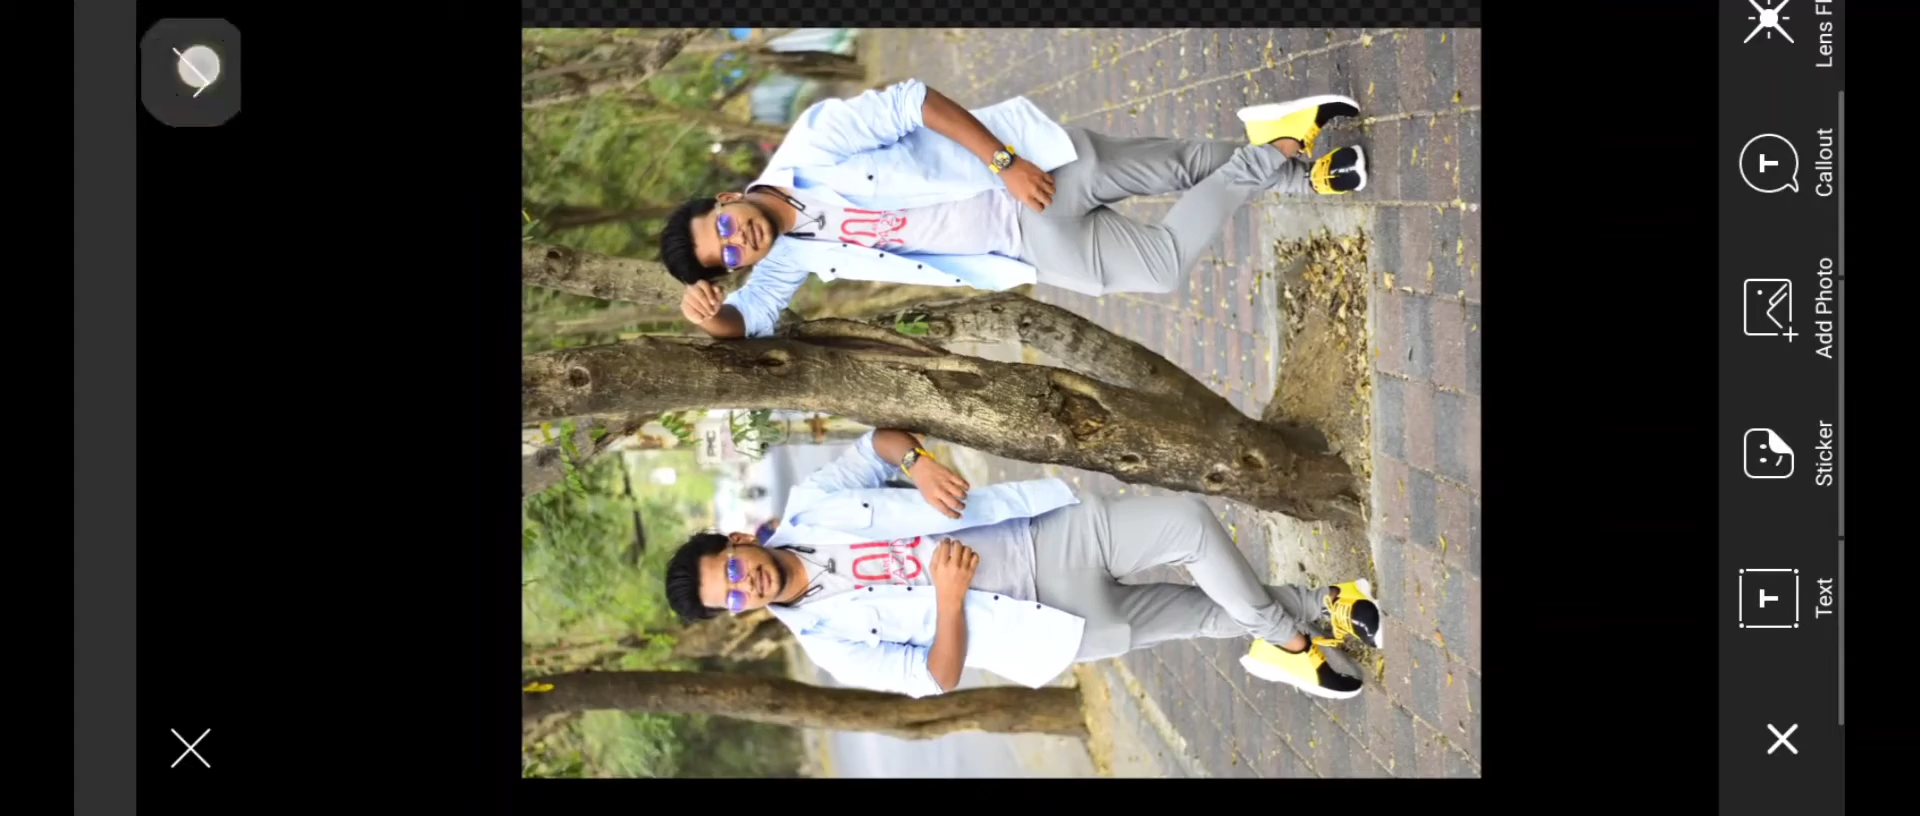 Lens Fl
Callout
Add Photo
Sticker
Text